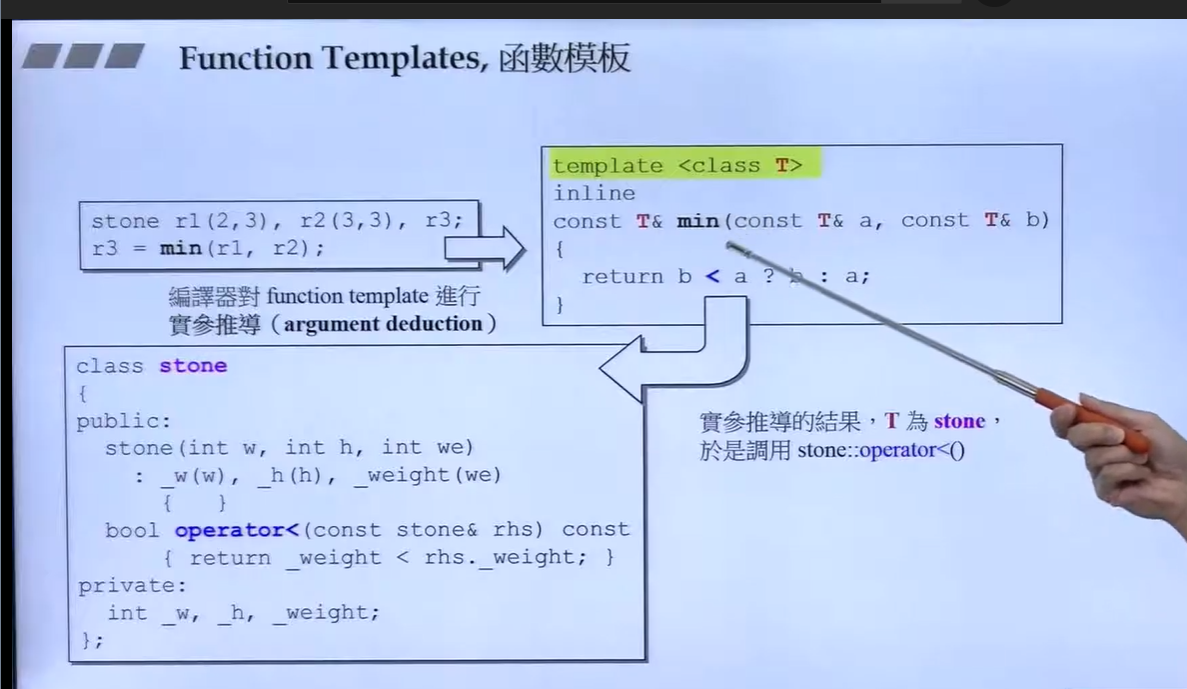 Function Templates, 函數模板
stone r1(2,3), r2(3,3), r3;
r3 = min(r1, r2);
編譯器對 function template 進行
實參推導（argument deduction）
template <class T>
inline
const T& min(const T& a, const T& b)
{
return b < a ? b : a;
}
class stone
{
public:
stone(int w, int h, int we)
: _w(w), _h(h), _weight(we)
{ }
bool operator<(const stone& rhs) const
{ return _weight < rhs._weight; }
private:
int _w, _h, _weight;
};
實參推導的結果，T 為 stone，
於是調用 stone::operator<()